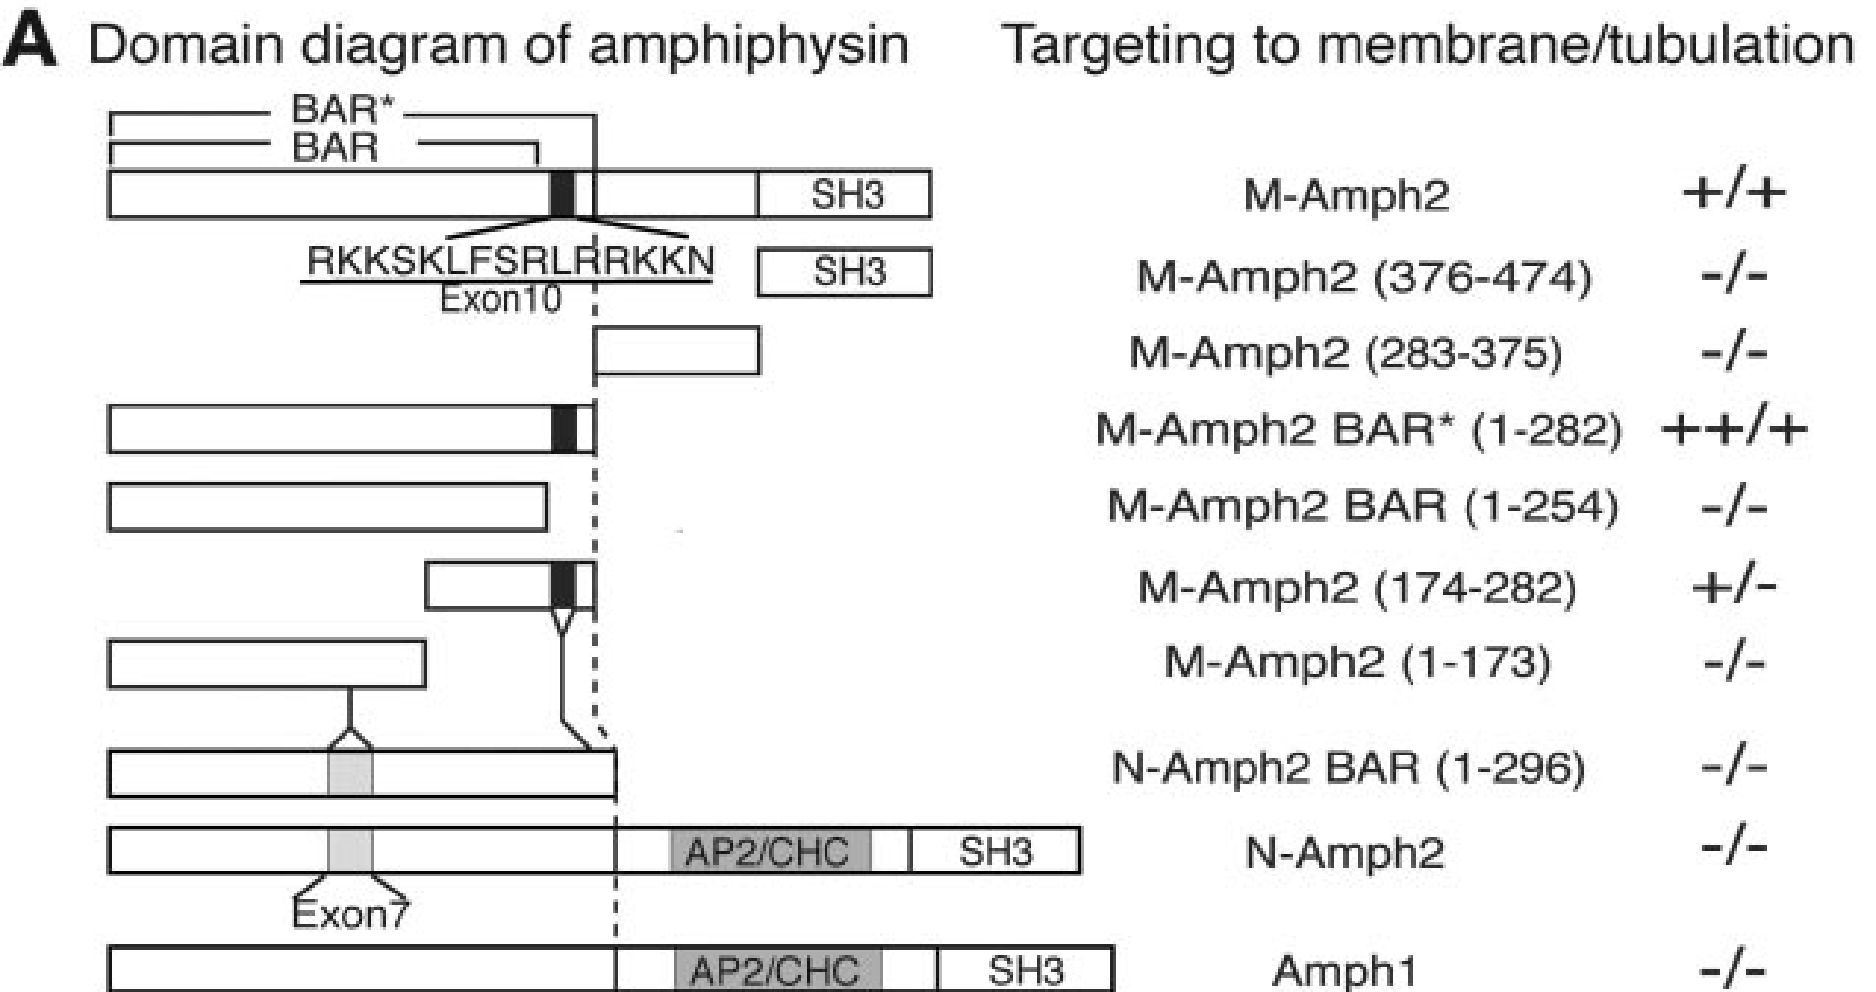 A Domain diagram of amphiphysin Targeting to membrane/tubulation
BAR*
BAR
SH3 M-Amph2 +/+
RKKSKLFSRLRRKKN SH3 M-Amph2 (376-474) -/-
Exon10
M-Amph2 (283-375) -/-
M-Amph2 BAR* (1-282) ++/+
M-Amph2 BAR (1-254) -/-
M-Amph2 (174-282) +/-
M-Amph2 (1-173) -/-
N-Amph2 BAR (1-296) -/-
AP2/CHC SH3 N-Amph2 -/-
Exon7
AP2/CHC SH3 Amph1 -/-